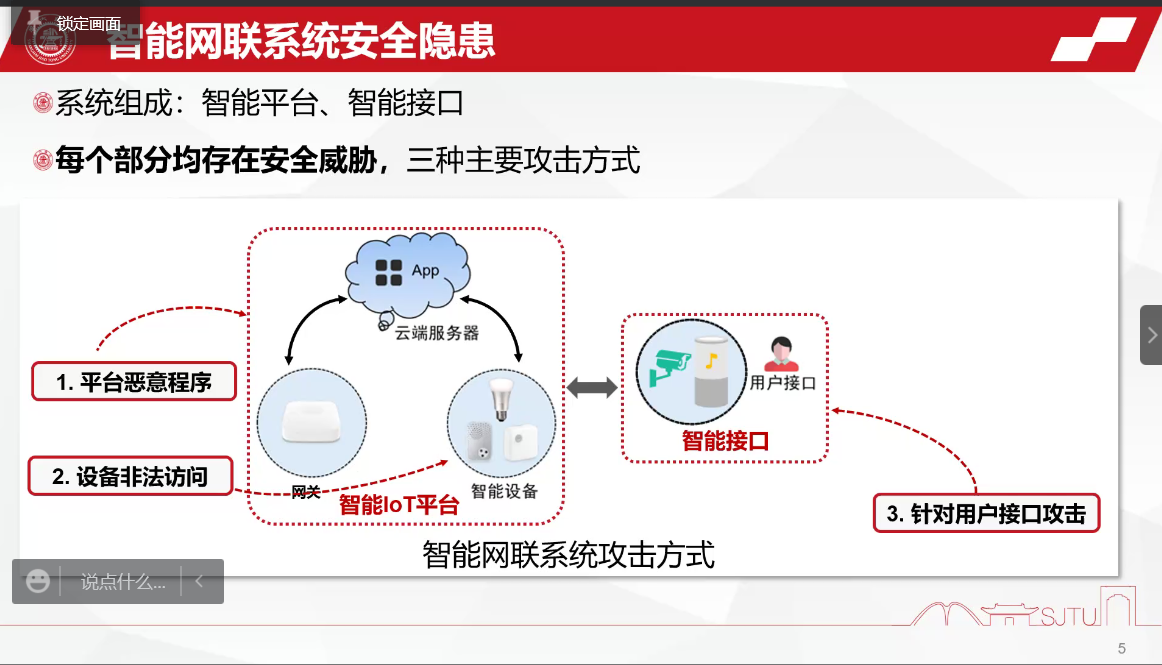 锁定画面
智能网联系统安全隐患
系统组成：智能平台、智能接口
每个部分均存在安全威胁，三种主要攻击方式
App
云端服务器
1. 平台恶意程序
用户接口
智能接口
2. 设备非法访问
网关
智能设备
智能IoT平台
3. 针对用户接口攻击
智能网联系统攻击方式
说点什么...
SJTU
5